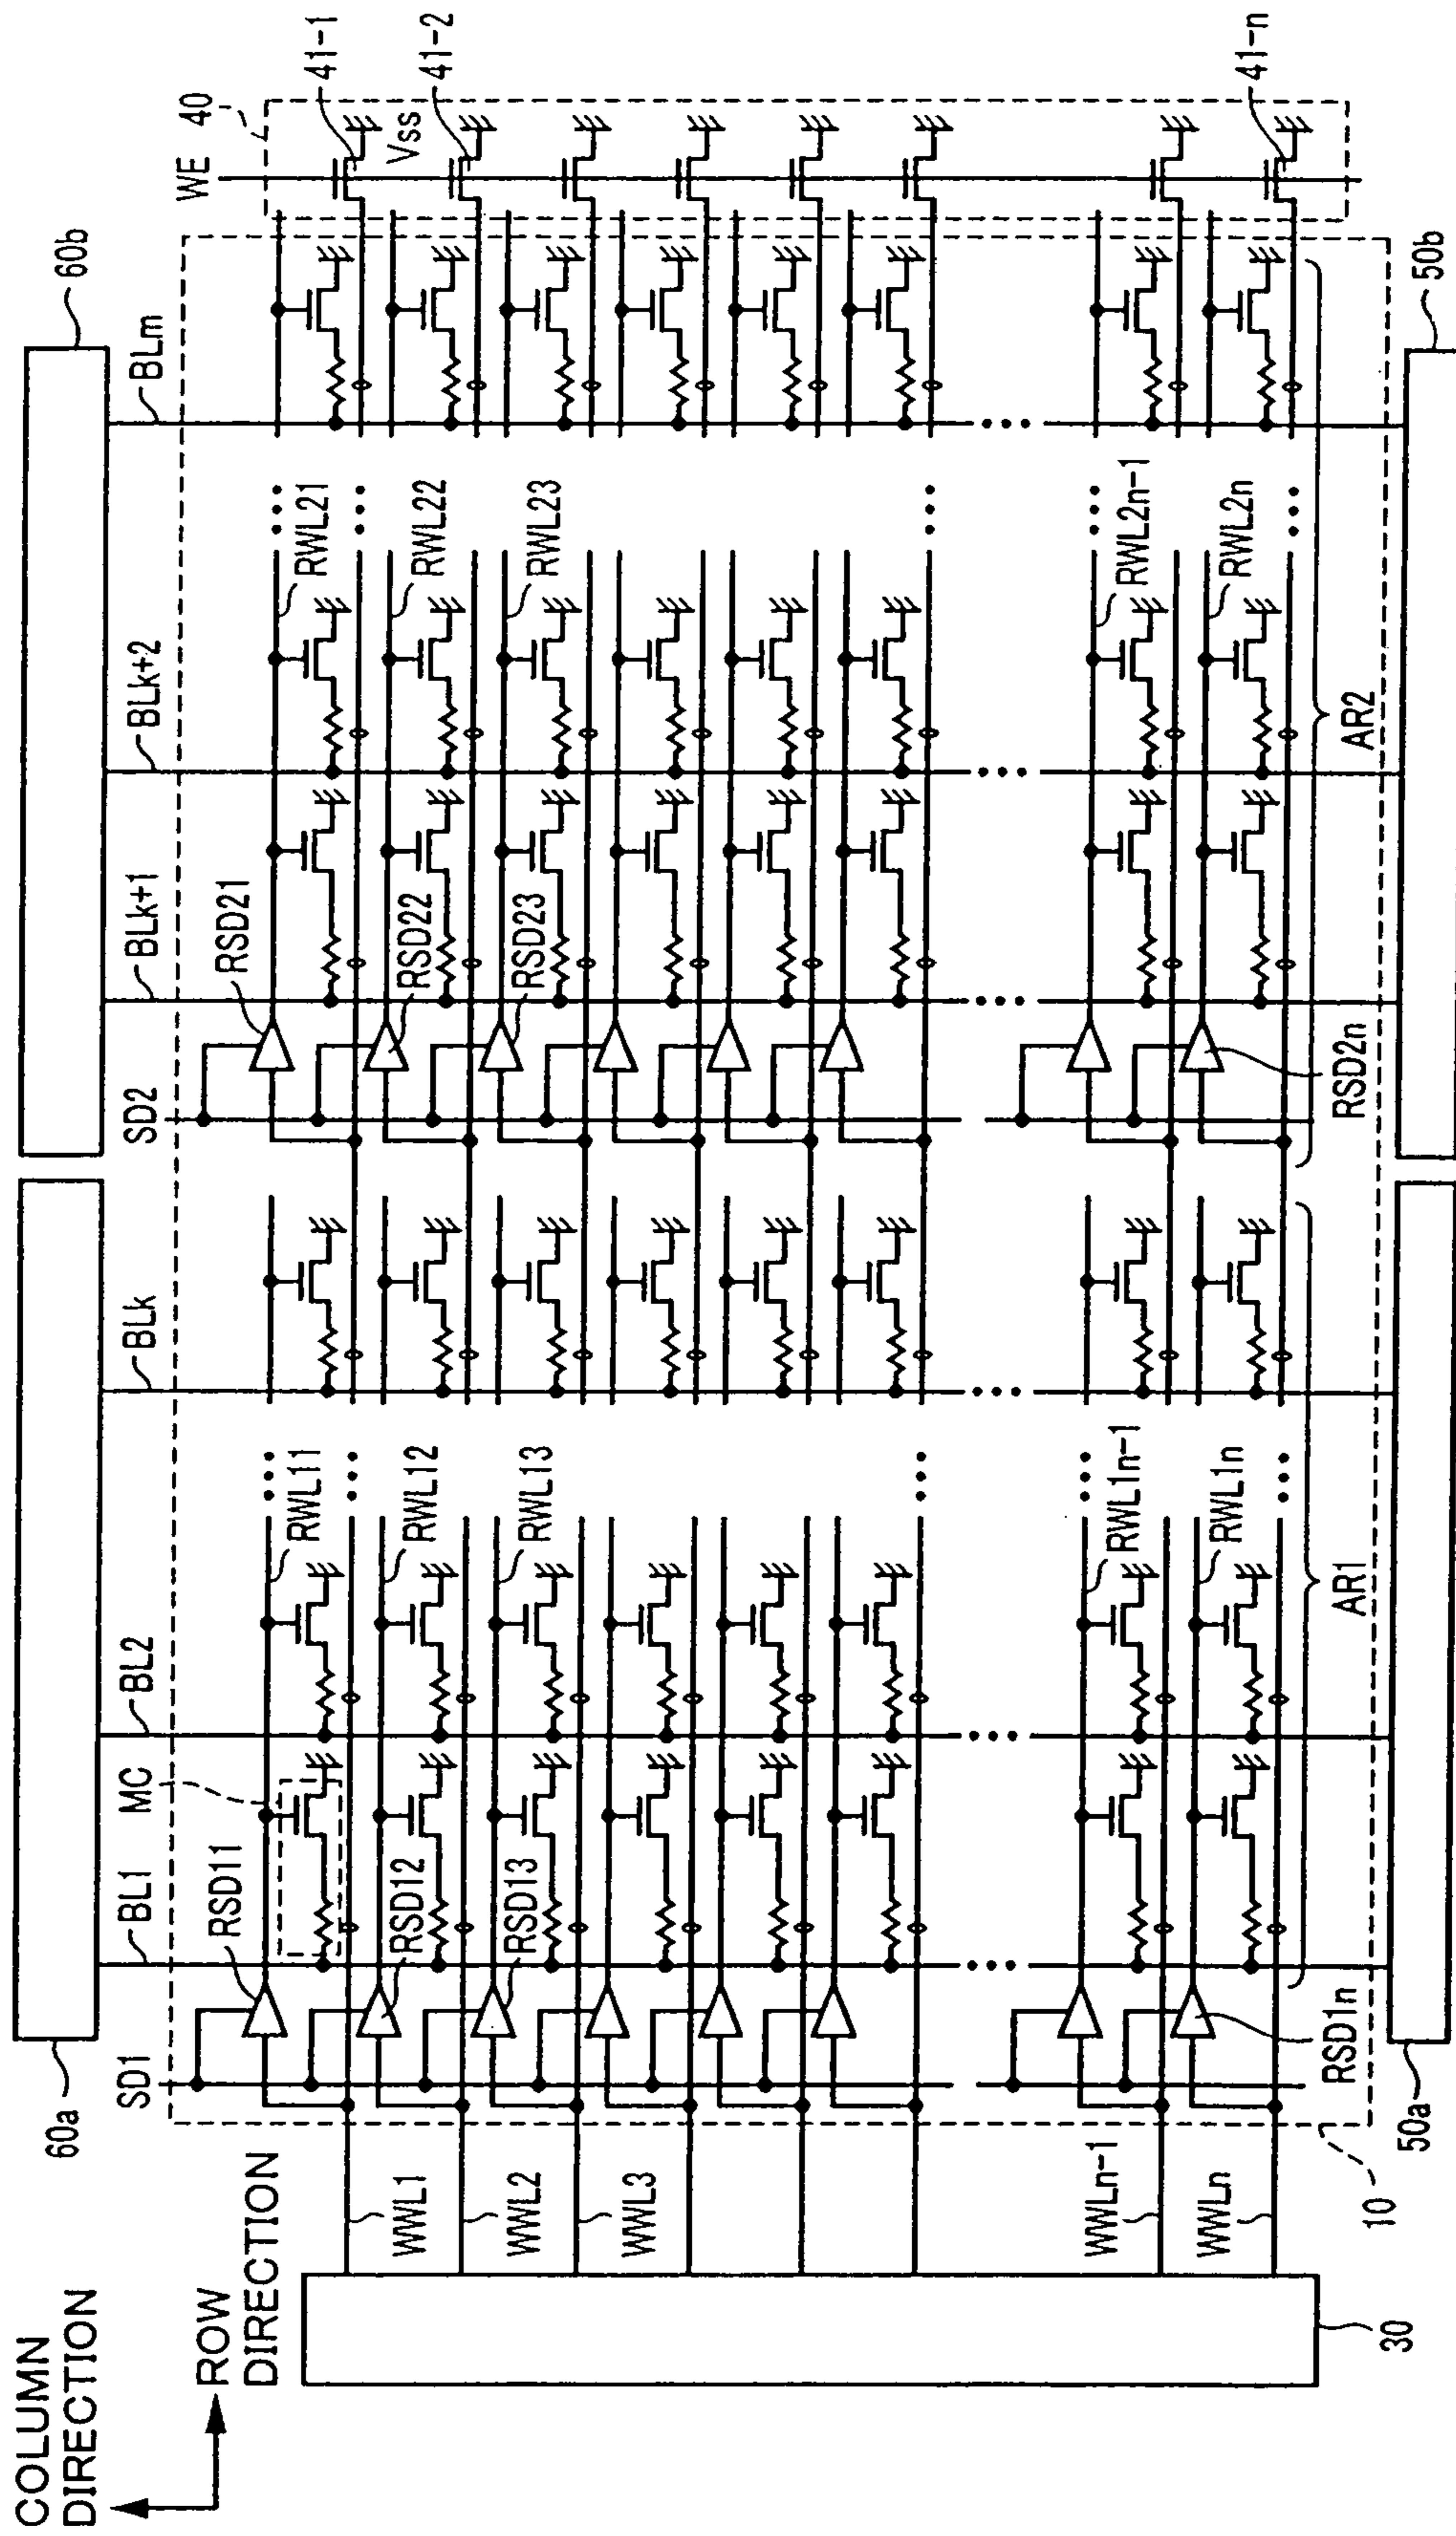 COLUMN
DIRECTION
ROW
DIRECTION
60a
60b
SD1
BL1
MC
BL2
BLk
SD2
BLk+1
BLk+2
BLm
WE
40
RSD11
RSD12
RSD13
RWL11
RWL12
RWL13
RSD21
RSD22
RSD23
RWL21
RWL22
RWL23
41-1
Vss
41-2
WWL1
WWL2
WWL3
WWLn-1
WWLn
RWL1n-1
RWL1n
RWL2n-1
RWL2n
41-n
30
10
RSD1n
AR1
RSD2n
AR2
50a
50b